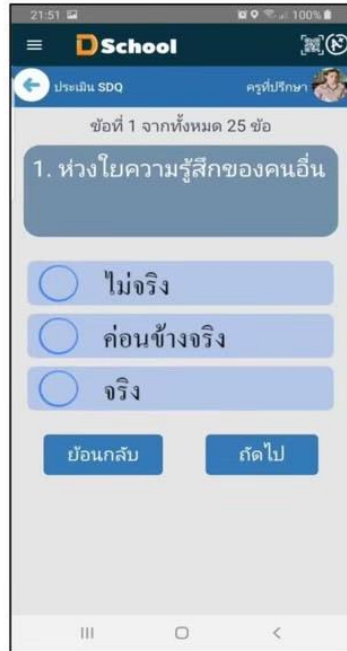 21:51 100%
DSchool
ประเมิน SDQ ครูที่ปรึกษา
ข้อที่ 1 จากทั้งหมด 25 ข้อ
1. ห่วงใยความรู้สึกของคนอื่น
ไม่จริง
ค่อนข้างจริง
จริง
ย้อนกลับ ถัดไป